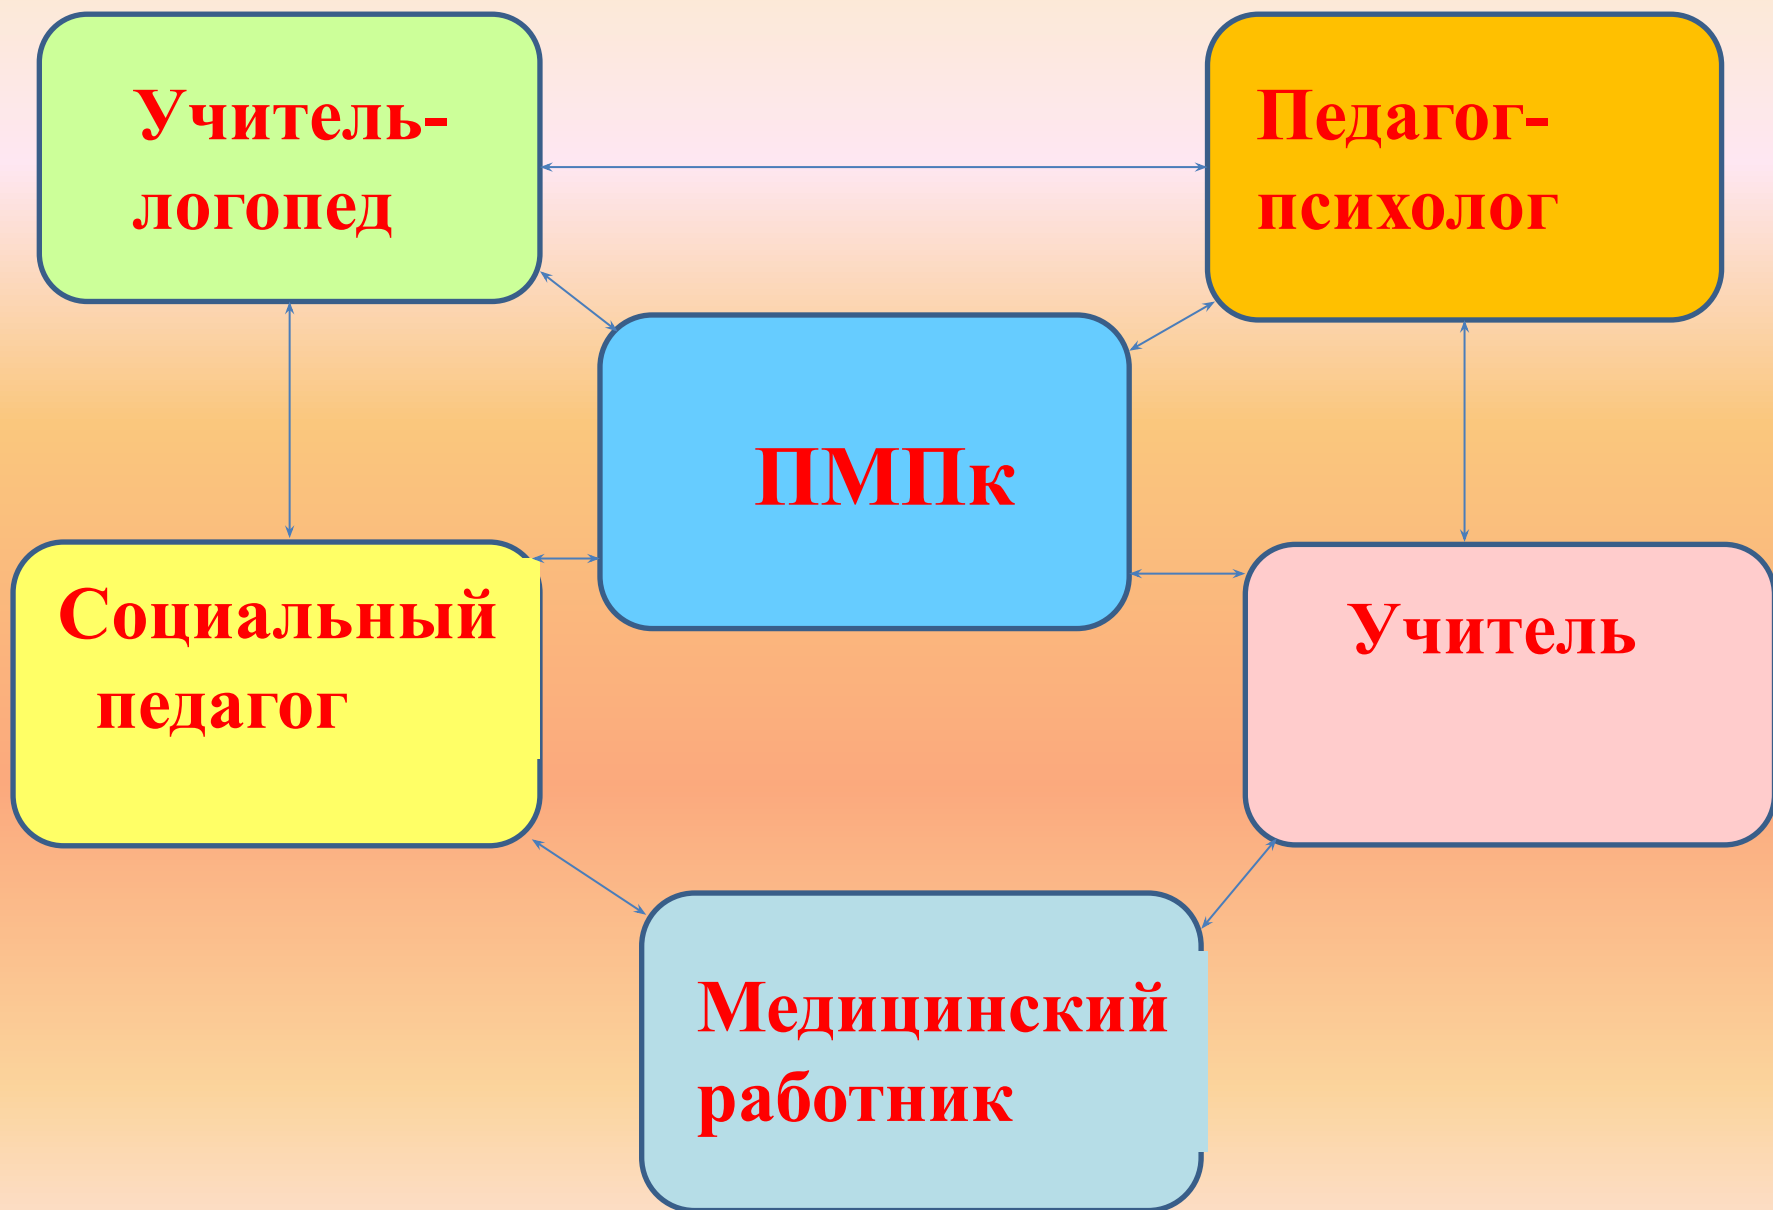 Учитель-
логопед
Педагог-
психолог
ПМПк
Социальный
педагог
Учитель
Медицинский
работник